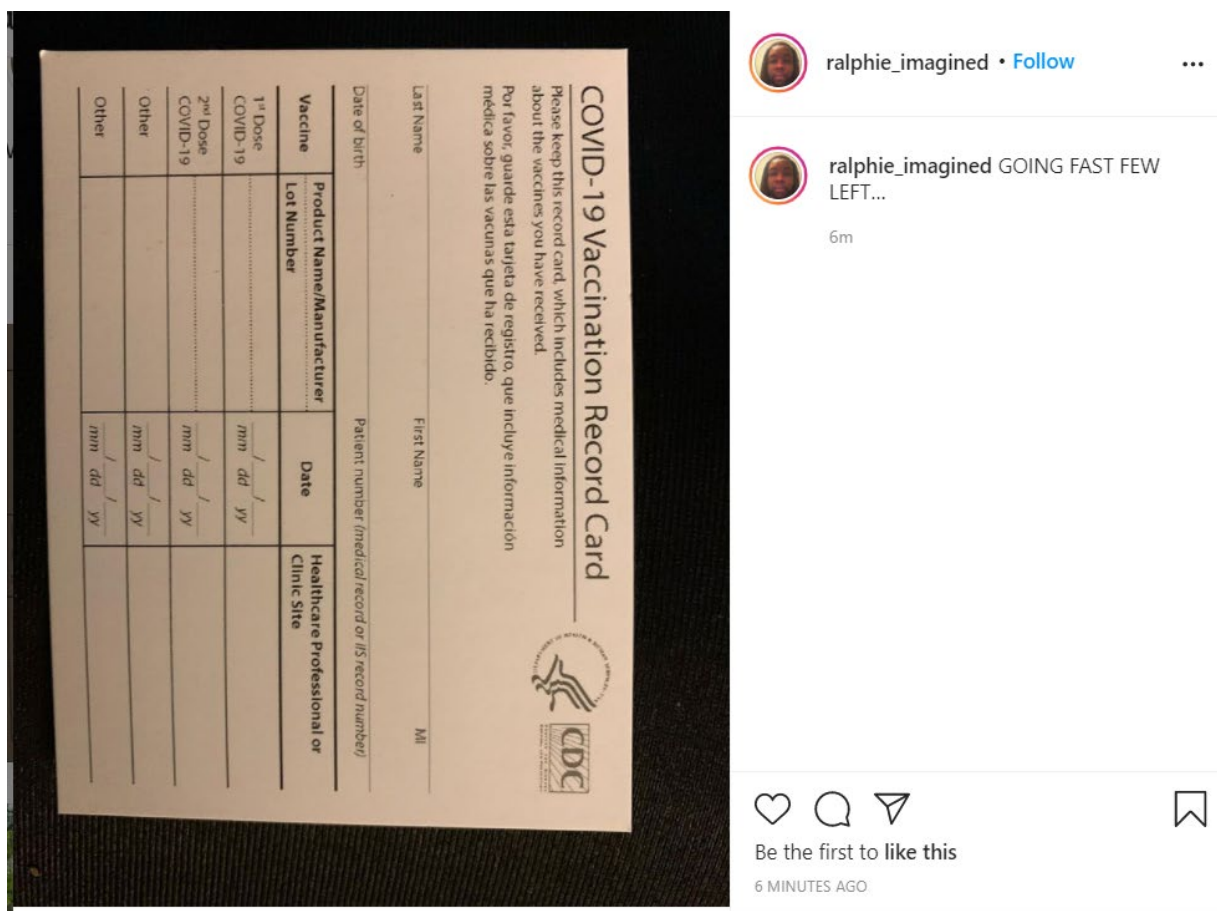 COVID-19 Vaccination Record Card
Please keep this record card, which includes medical information
about the vaccines you have received.
Por favor, guarde esta tarjeta de registro, que incluye información
médica sobre las vacunas que ha recibido.
CDC
Last Name First Name MI
Date of birth Patient number (medical record or IIS record number)
Vaccine Product Name/Manufacturer Date Healthcare Professional or
Lot Number Clinic Site
1st Dose
COVID-19
mm dd yy
2nd Dose
COVID-19
mm dd yy
Other
mm dd yy
Other
mm dd yy
ralphie_imagined • Follow
ralphie_imagined GOING FAST FEW
LEFT...
6m
Be the first to like this
6 MINUTES AGO